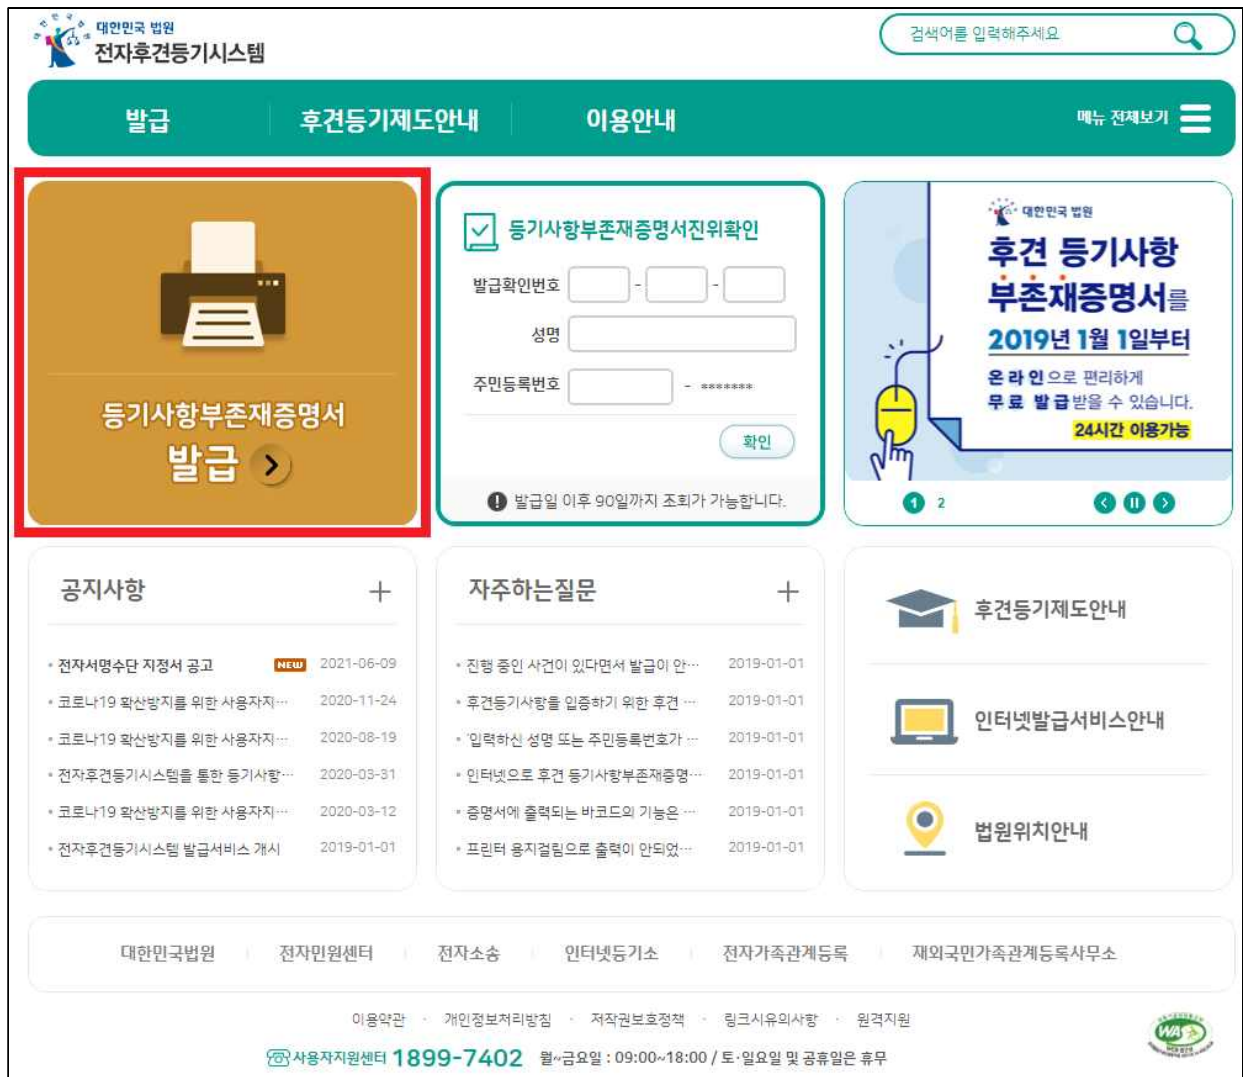 대한민국 법원
전자후견등기시스템
검색어를 입력해주세요
발급
후견등기제도안내
이용안내
메뉴 전체보기
등기사항부존재증명서
발급
등기사항부존재증명서진위확인
발급확인번호 - -
성명
주민등록번호 - *******
확인
발급일 이후 90일까지 조회가 가능합니다.
대한민국 법원
후견 등기사항
부존재증명서를
2019년 1월 1일부터
온라인으로 편리하게
무료 발급받을 수 있습니다.
24시간 이용가능
1 2
공지사항
전자서명수단 지정서 공고 NEW 2021-06-09
코로나19 확산방지를 위한 사용자지… 2020-11-24
코로나19 확산방지를 위한 사용자지… 2020-08-19
전자후견등기시스템을 통한 등기사항… 2020-03-31
코로나19 확산방지를 위한 사용자지… 2020-03-12
전자후견등기시스템 발급서비스 개시 2019-01-01
자주하는질문
진행 중인 사건이 있다면서 발급이 안… 2019-01-01
후견등기사항을 입증하기 위한 후견 … 2019-01-01
'입력하신 성명 또는 주민등록번호가 … 2019-01-01
인터넷으로 후견 등기사항부존재증명… 2019-01-01
증명서에 출력되는 바코드의 기능은 … 2019-01-01
프린터 용지걸림으로 출력이 안되었… 2019-01-01
후견등기제도안내
인터넷발급서비스안내
법원위치안내
대한민국법원
전자민원센터
전자소송
인터넷등기소
전자가족관계등록
재외국민가족관계등록사무소
이용약관 · 개인정보처리방침 · 저작권보호정책 · 링크시유의사항 · 원격지원
사용자지원센터 1899-7402 월~금요일 : 09:00~18:00 / 토·일요일 및 공휴일은 휴무
WA